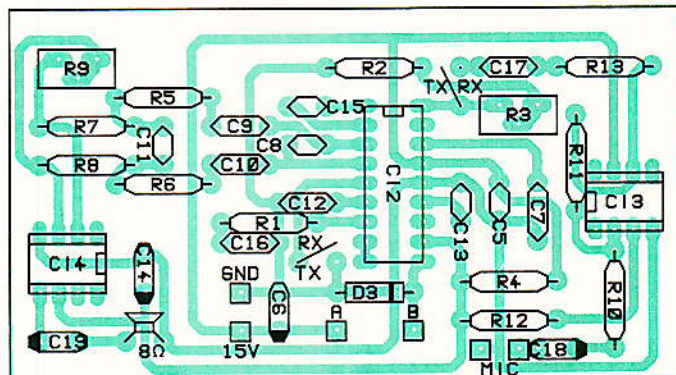 R9
R2
TX
RX
C17
R13
R5
C15
C9
R3
R7
C11
C8
R11
R8
C10
CI2
R6
C12
CI3
R1
C13
C5
C7
C16
RX
TX
CI4
C14
GND
C6
D3
R4
R10
A
B
R12
C19
8Ω
15V
MIC
C18